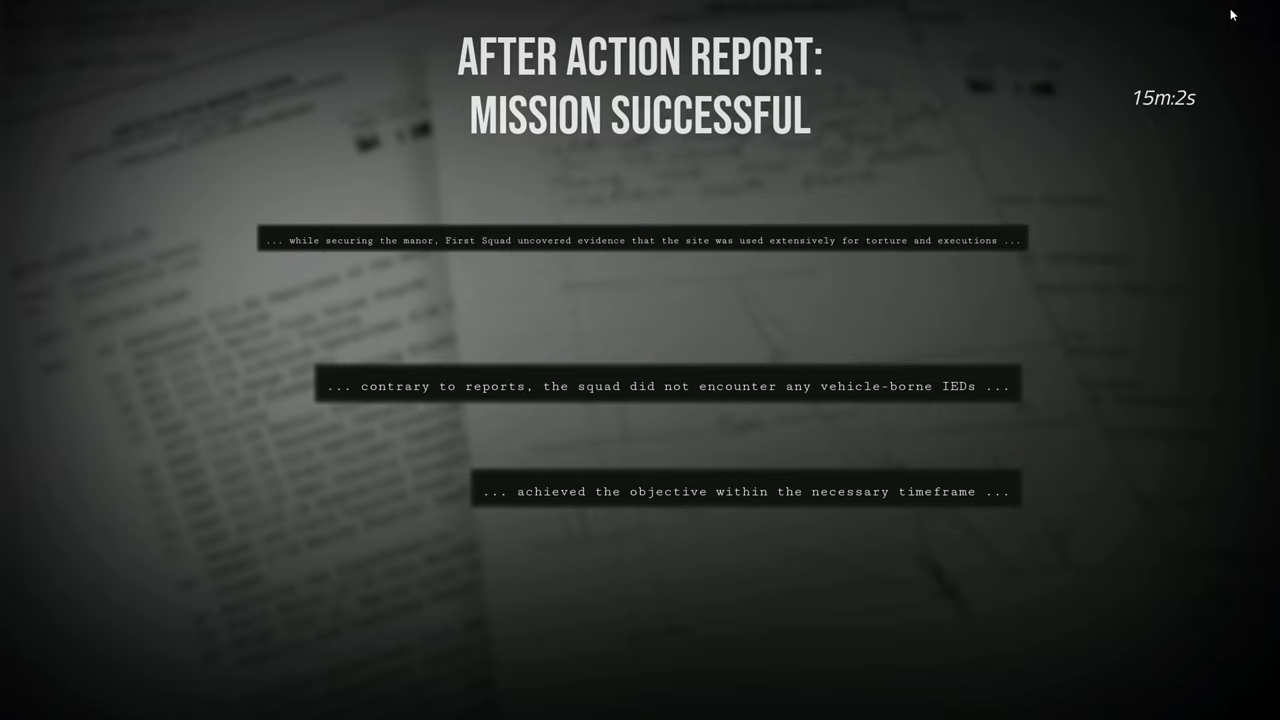 AFTER ACTION REPORT:
MISSION SUCCESSFUL
15m:2s
... while securing the manor, First Squad uncovered evidence that the site was used extensively for torture and executions ...
... contrary to reports, the squad did not encounter any vehicle-borne IEDs ...
... achieved the objective within the necessary timeframe ...